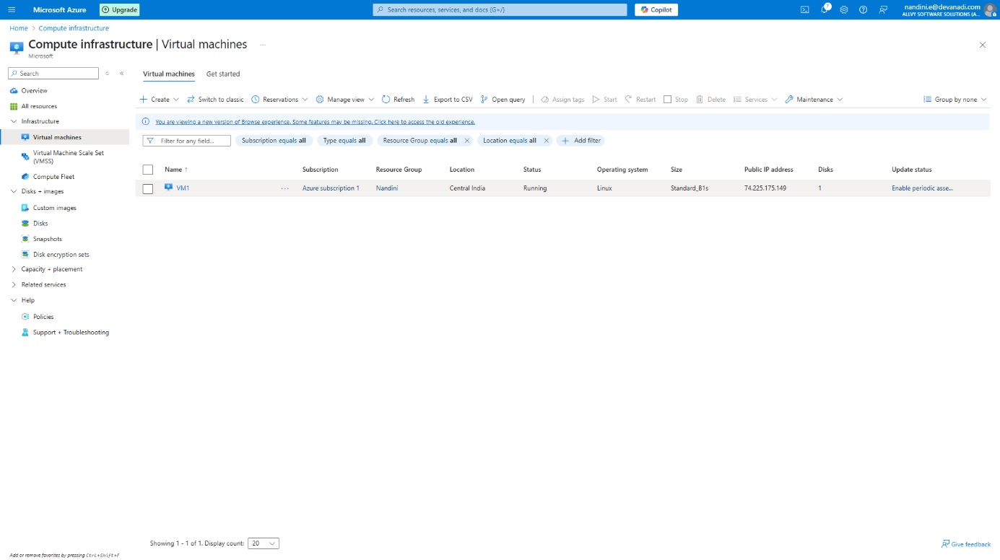 Microsoft Azure
Upgrade
Search resources, services, and docs (G+/)
Copilot
7
nandini.e@devanadi.com
ALLVY SOFTWARE SOLUTIONS (A...
Home > Compute infrastructure
Compute infrastructure | Virtual machines ...
Microsoft
Search
Overview
All resources
Infrastructure
Virtual machines
Virtual Machine Scale Set
(VMSS)
Compute Fleet
Disks + images
Custom images
Disks
Snapshots
Disk encryption sets
Capacity + placement
Related services
Help
Policies
Support + Troubleshooting
Add or remove favorites by pressing Ctrl+Shift+F
Virtual machines Get started
Create Switch to classic Reservations Manage view Refresh Export to CSV Open query Assign tags Start Restart Stop Delete Services Maintenance Group by none
You are viewing a new version of Browse experience. Some features may be missing. Click here to access the old experience.
Filter for any field... Subscription equals all Type equals all Resource Group equals all Location equals all Add filter
Name ↑ Subscription Resource Group Location Status Operating system Size Public IP address Disks Update status
VM1 ... Azure subscription 1 Nandini Central India Running Linux Standard_B1s 74.225.175.149 1 Enable periodic asse...
Showing 1 - 1 of 1. Display count: 20
Give feedback